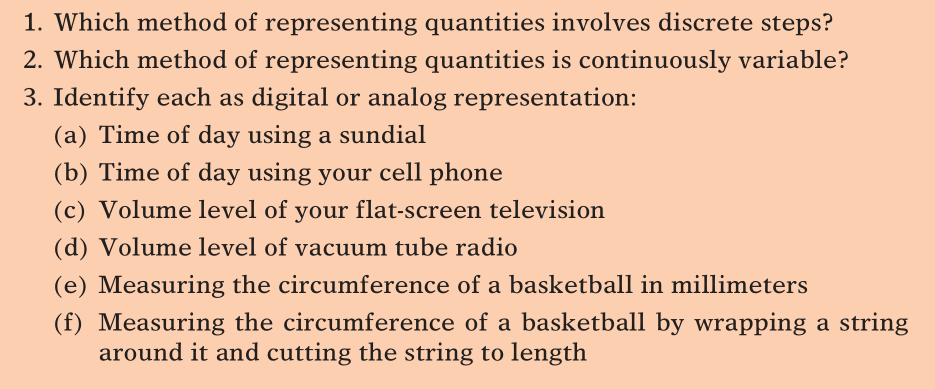 1. Which method of representing quantities involves discrete steps?
2. Which method of representing quantities is continuously variable?
3. Identify each as digital or analog representation:
(a) Time of day using a sundial
(b) Time of day using your cell phone
(c) Volume level of your flat-screen television
(d) Volume level of vacuum tube radio
(e) Measuring the circumference of a basketball in millimeters
(f) Measuring the circumference of a basketball by wrapping a string
around it and cutting the string to length